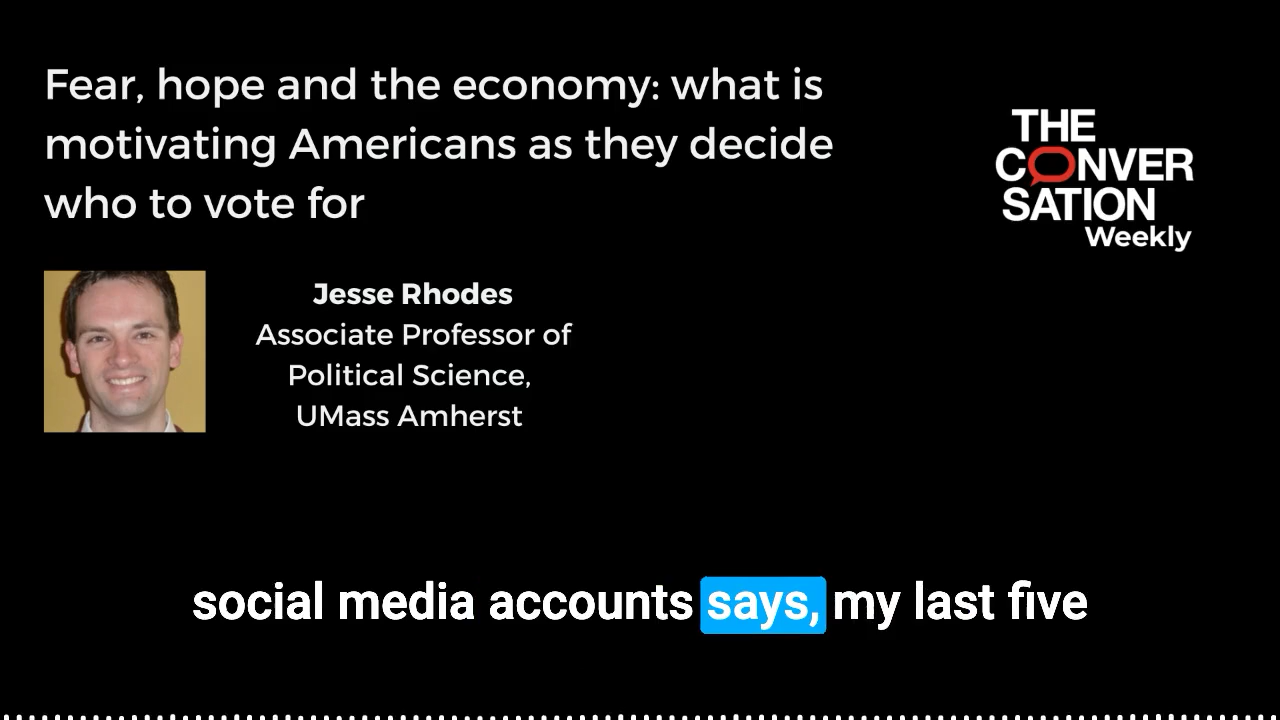 Fear, hope and the economy: what is
motivating Americans as they decide
who to vote for
THE
CONVER
SATION
Weekly
Jesse Rhodes
Associate Professor of
Political Science,
UMass Amherst
social media accounts says, my last five